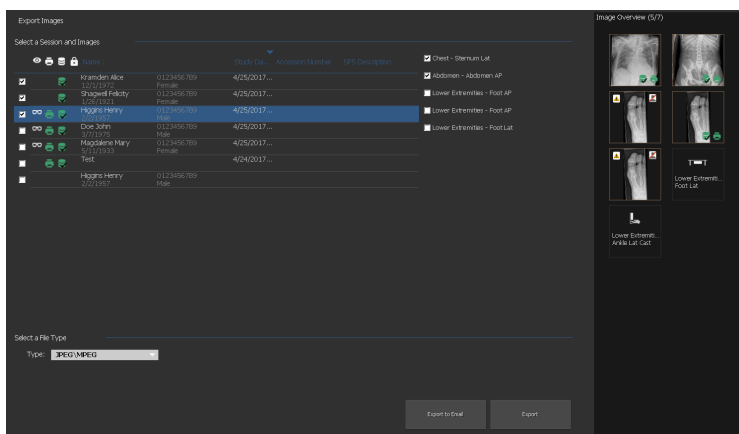 Export Images
Image Overview (5/7)
Select a Session and Images
Name Study Da... Accession Number SPS Description
Kramden Alice 0123456789 4/25/2017...
12/1/1972 Female
Shagwell Felicity 0123456789 4/25/2017...
1/26/1921 Female
Higgins Henry 0123456789 4/25/2017...
2/2/1957 Male
Doe John 0123456789 4/25/2017...
3/7/1975 Male
Magdalene Mary 0123456789 4/25/2017...
5/11/1933 Female
Test 4/24/2017...
Higgins Henry 0123456789
2/2/1957 Male
Chest - Sternum Lat
Abdomen - Abdomen AP
Lower Extremities - Foot AP
Lower Extremities - Foot AP
Lower Extremities - Foot Lat
Lower Extremiti...
Foot Lat
Lower Extremiti...
Ankle Lat Cast
Select a File Type
Type: JPEG\MPEG
Export to Email
Export